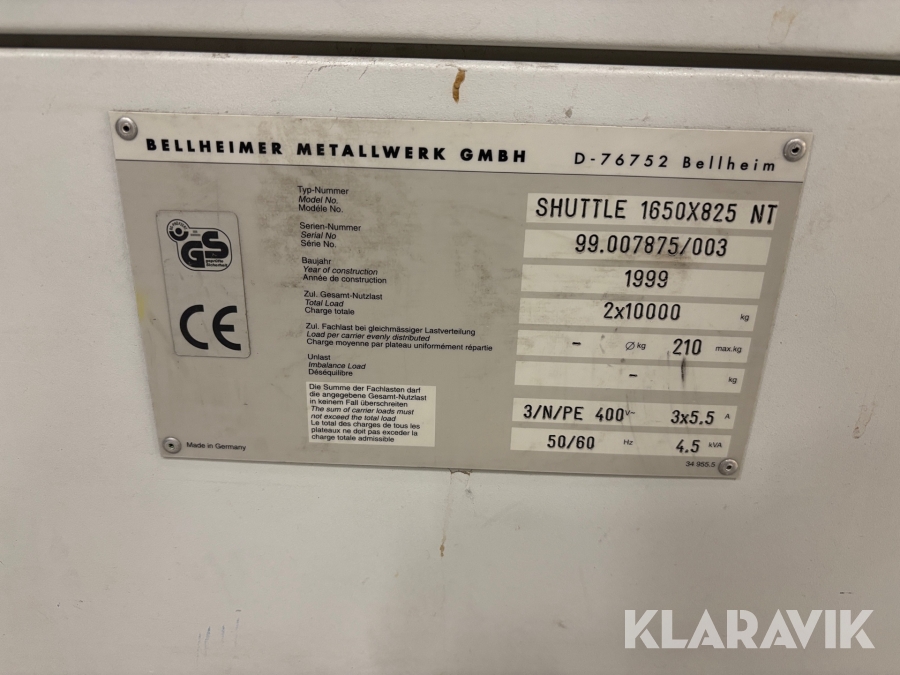 BELLHEIMER METALLWERK GMBH D-76752 Bellheim
Typ-Nummer
Model No.
Modéle No.
SHUTTLE 1650X825 NT
Serien-Nummer
Serial No
Série No.
99.007875/003
Baujahr
Year of construction
Année de construction
1999
Zul. Gesamt-Nutzlast
Total Load
Charge totale
2x10000 kg
Zul. Fachlast bei gleichmässiger Lastverteilung
Load per carrier evenly distributed
Charge moyenne par plateau uniformément répartie
- Ø kg 210 max.kg
Unlast
Imbalance Load
Déséquilibre
- kg
Die Summe der Fachlasten darf
die angegebene Gesamt-Nutzlast
in keinem Fall überschreiten
The sum of carrier loads must
not exceed the total load
Le total des charges de tous les
plateaux ne doit pas exceder la
charge totale admissible
3/N/PE 400 V~ 3x5.5 A
50/60 Hz 4.5 kVA
GS
CE
Made in Germany
34 955.5
KLARAVIK